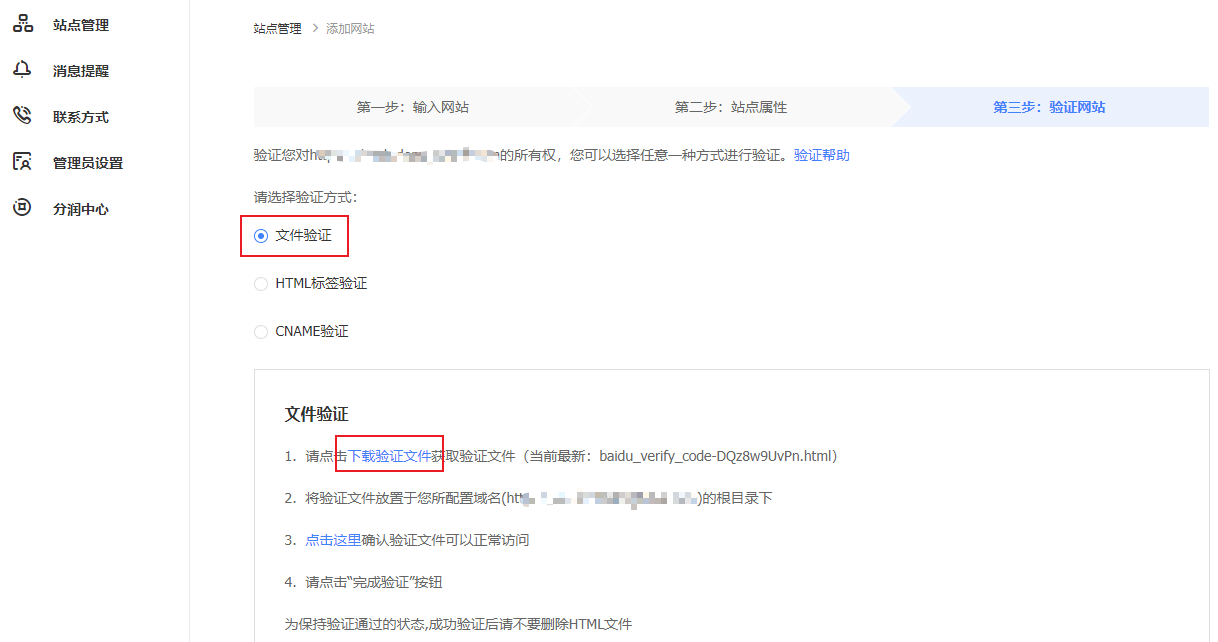 站点管理
消息提醒
联系方式
管理员设置
分润中心
站点管理 > 添加网站
第一步：输入网站
第二步：站点属性
第三步：验证网站
验证您对的所有权，您可以选择任意一种方式进行验证。验证帮助
请选择验证方式：
文件验证
HTML标签验证
CNAME验证
文件验证
1. 请点击下载验证文件获取验证文件（当前最新：baidu_verify_code-DQz8w9UvPn.html）
2. 将验证文件放置于您所配置域名()的根目录下
3. 点击这里确认验证文件可以正常访问
4. 请点击“完成验证”按钮
为保持验证通过的状态,成功验证后请不要删除HTML文件